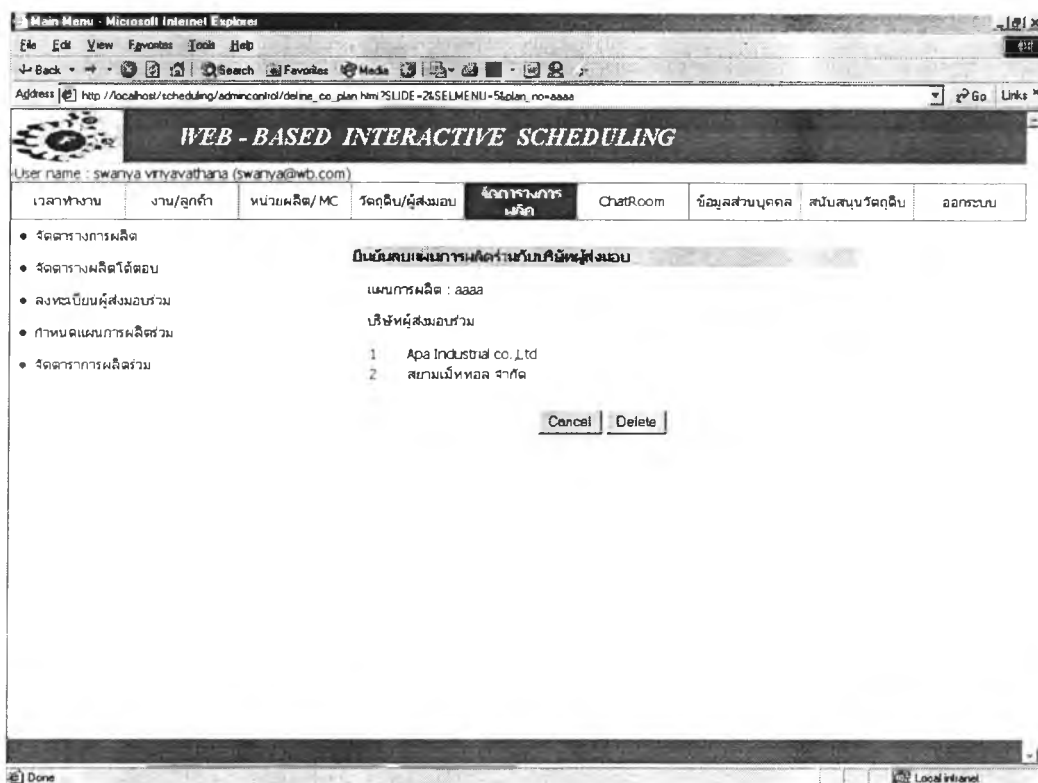 Main Menu - Microsoft Internet Explorer
File Edit View Favorites Tools Help
Back Search Favorites Media
Address http://localhost/scheduling/admincontrol/define_co_plan.html?SLIDE=2&SELMENU=5&plan_no=aaaa Go Links
WEB - BASED INTERACTIVE SCHEDULING
User name : swanya viriyavathana (swanya@wb.com)
เวลาทำงาน งาน/ลูกค้า หน่วยผลิต/ MC วัตถุดิบ/ผู้ส่งมอบ จัดตารางการผลิต ChatRoom ข้อมูลส่วนบุคคล สนับสนุนวัตถุดิบ ออกระบบ
จัดตารางการผลิต
จัดตารางผลิตโต้ตอบ
ลงทะเบียนผู้ส่งมอบร่วม
กำหนดแผนการผลิตร่วม
จัดตาราการผลิตร่วม
ยืนยันลบแผนการผลิตร่วมกับบริษัทผู้ส่งมอบ
แผนการผลิต : aaaa
บริษัทผู้ส่งมอบร่วม
1 Apa Industrial co.,Ltd
2 สยามเม็ททอล จำกัด
Cancel Delete
Done Local intranet